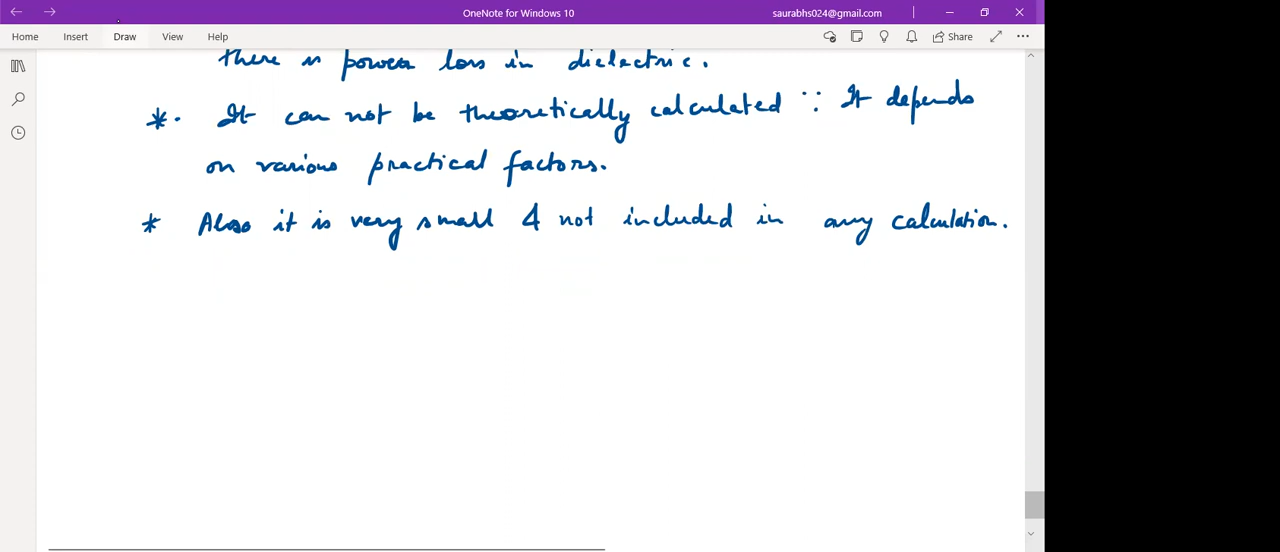 OneNote for Windows 10
saurabhs024@gmail.com
Home Insert Draw View Help
Share
there is power loss in dielectric.
*. It can not be theoretically calculated ∵ It depends
on various practical factors.
* Also it is very small & not included in any calculation.